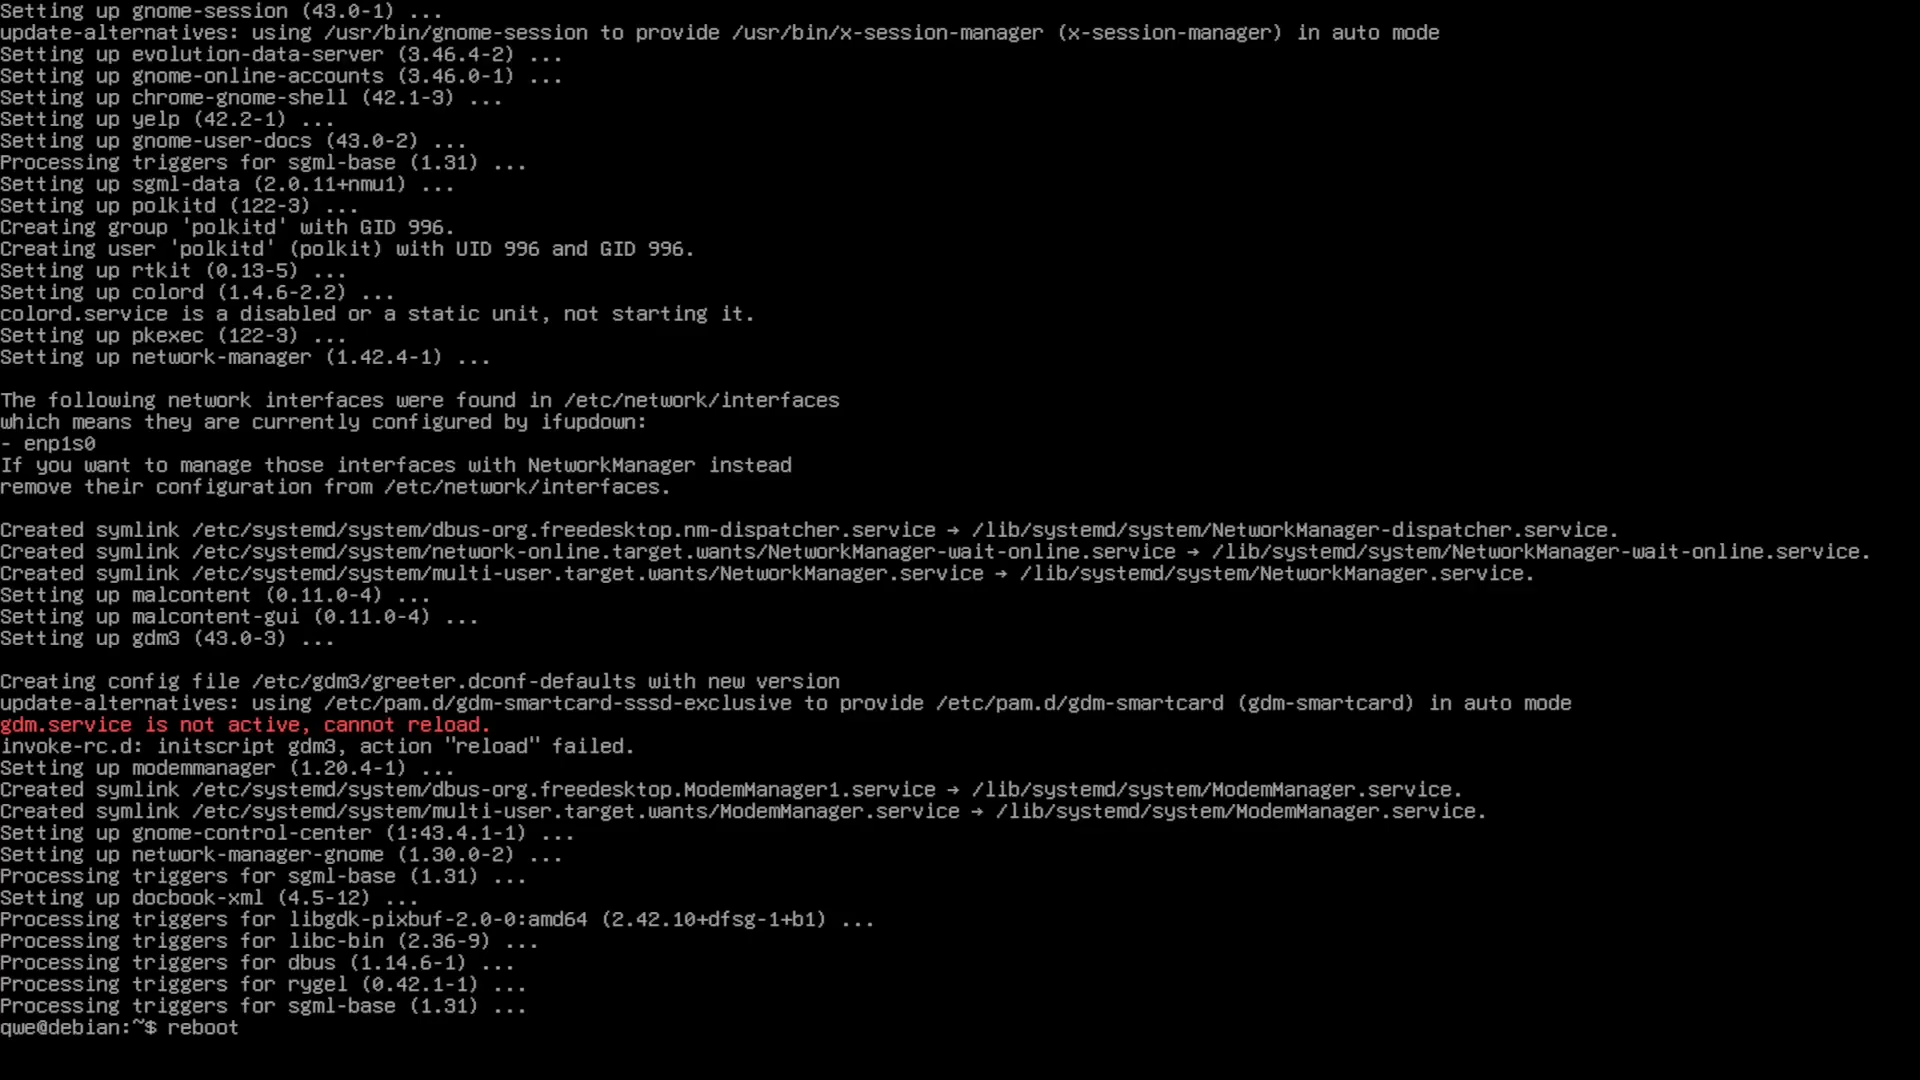 Setting up gnome-session (43.0-1) ...
update-alternatives: using /usr/bin/gnome-session to provide /usr/bin/x-session-manager (x-session-manager) in auto mode
Setting up evolution-data-server (3.46.4-2) ...
Setting up gnome-online-accounts (3.46.0-1) ...
Setting up chrome-gnome-shell (42.1-3) ...
Setting up yelp (42.2-1) ...
Setting up gnome-user-docs (43.0-2) ...
Processing triggers for sgml-base (1.31) ...
Setting up sgml-data (2.0.11+nmu1) ...
Setting up polkitd (122-3) ...
Creating group 'polkitd' with GID 996.
Creating user 'polkitd' (polkit) with UID 996 and GID 996.
Setting up rtkit (0.13-5) ...
Setting up colord (1.4.6-2.2) ...
colord.service is a disabled or a static unit, not starting it.
Setting up pkexec (122-3) ...
Setting up network-manager (1.42.4-1) ...
The following network interfaces were found in /etc/network/interfaces
which means they are currently configured by ifupdown:
- enp1s0
If you want to manage those interfaces with NetworkManager instead
remove their configuration from /etc/network/interfaces.
Created symlink /etc/systemd/system/dbus-org.freedesktop.nm-dispatcher.service → /lib/systemd/system/NetworkManager-dispatcher.service.
Created symlink /etc/systemd/system/network-online.target.wants/NetworkManager-wait-online.service → /lib/systemd/system/NetworkManager-wait-online.service.
Created symlink /etc/systemd/system/multi-user.target.wants/NetworkManager.service → /lib/systemd/system/NetworkManager.service.
Setting up malcontent (0.11.0-4) ...
Setting up malcontent-gui (0.11.0-4) ...
Setting up gdm3 (43.0-3) ...
Creating config file /etc/gdm3/greeter.dconf-defaults with new version
update-alternatives: using /etc/pam.d/gdm-smartcard-sssd-exclusive to provide /etc/pam.d/gdm-smartcard (gdm-smartcard) in auto mode
gdm.service is not active, cannot reload.
invoke-rc.d: initscript gdm3, action "reload" failed.
Setting up modemmanager (1.20.4-1) ...
Created symlink /etc/systemd/system/dbus-org.freedesktop.ModemManager1.service → /lib/systemd/system/ModemManager.service.
Created symlink /etc/systemd/system/multi-user.target.wants/ModemManager.service → /lib/systemd/system/ModemManager.service.
Setting up gnome-control-center (1:43.4.1-1) ...
Setting up network-manager-gnome (1.30.0-2) ...
Processing triggers for sgml-base (1.31) ...
Setting up docbook-xml (4.5-12) ...
Processing triggers for libgdk-pixbuf-2.0-0:amd64 (2.42.10+dfsg-1+b1) ...
Processing triggers for libc-bin (2.36-9) ...
Processing triggers for dbus (1.14.6-1) ...
Processing triggers for rygel (0.42.1-1) ...
Processing triggers for sgml-base (1.31) ...
qwe@debian:~$ reboot